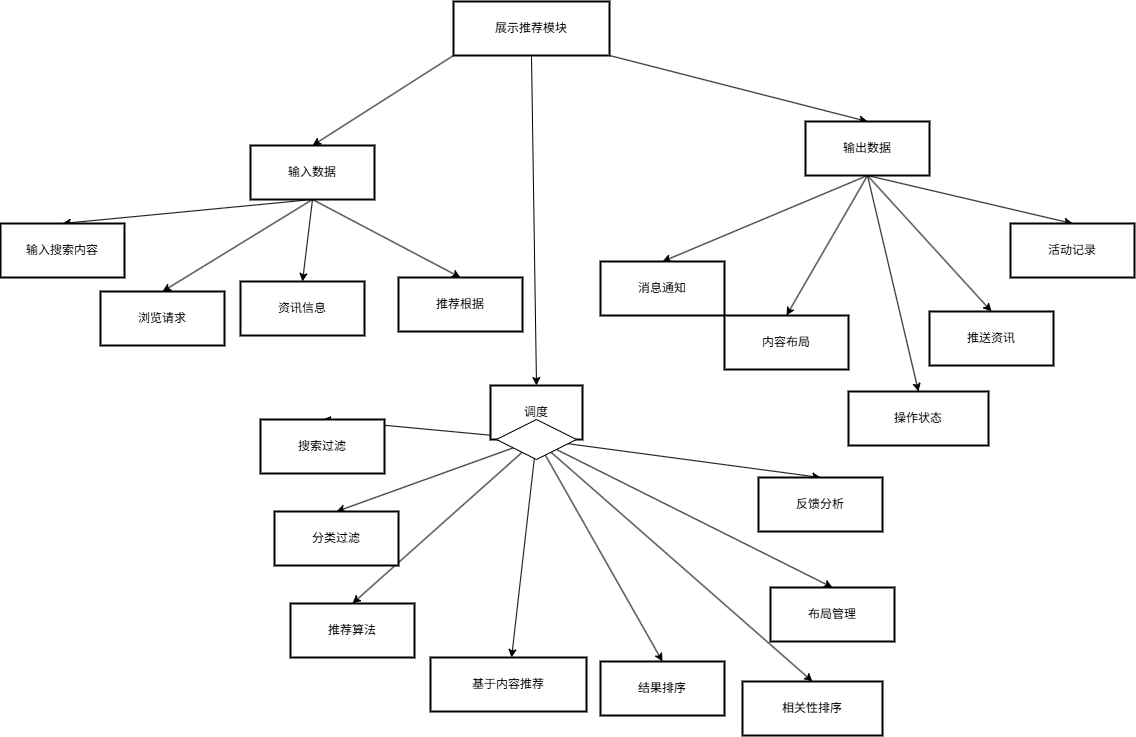 展示推荐模块
输出数据
输入数据
输入搜索内容
活动记录
消息通知
浏览请求
资讯信息
推荐根据
内容布局
推送资讯
调度
操作状态
搜索过滤
反馈分析
分类过滤
布局管理
推荐算法
基于内容推荐
结果排序
相关性排序